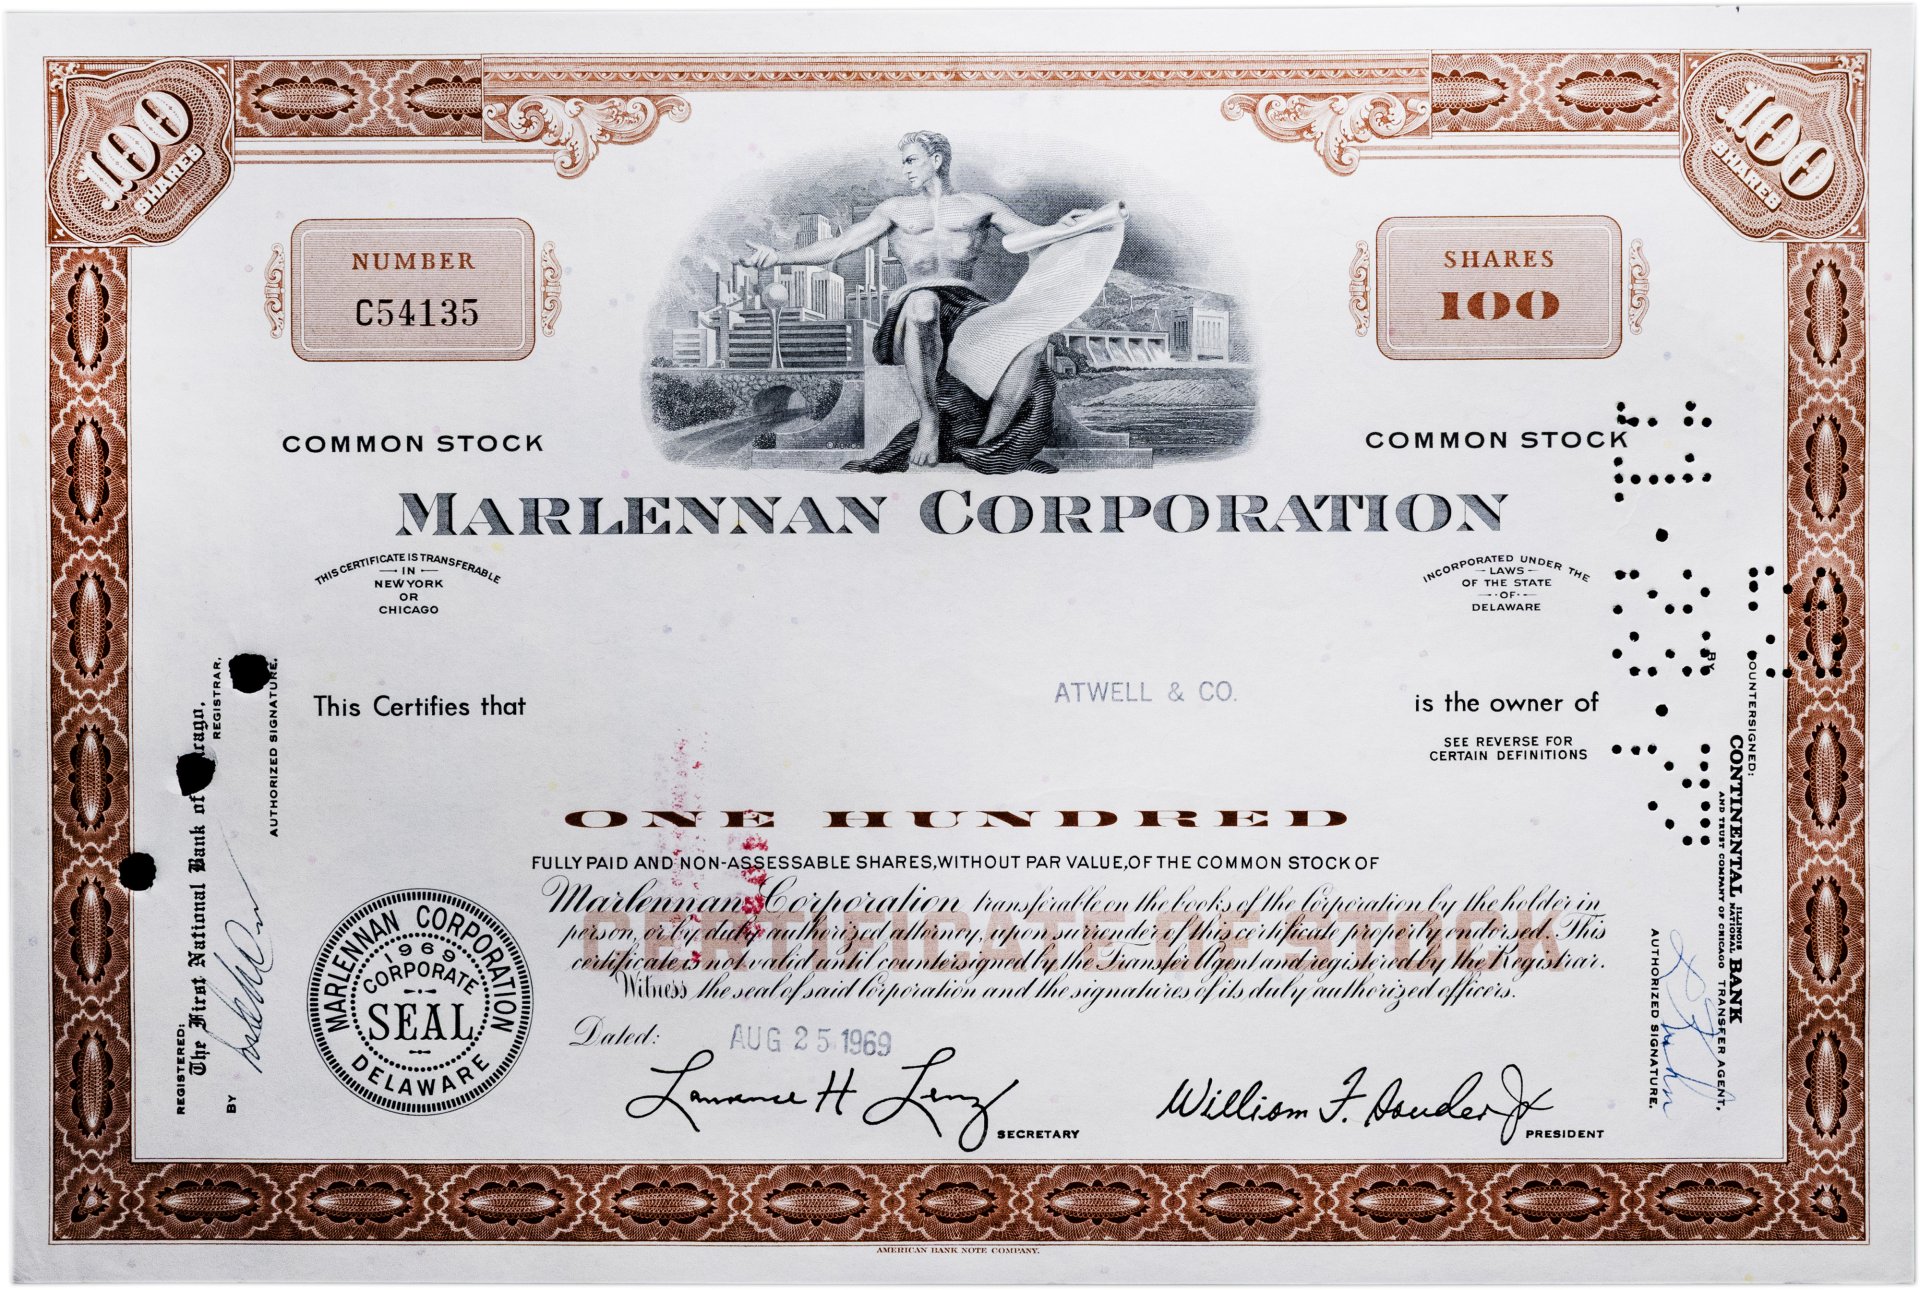 100
SHARES
100
SHARES
NUMBER
C54135
SHARES
100
COMMON STOCK
COMMON STOCK
MARLENNAN CORPORATION
THIS CERTIFICATE IS TRANSFERABLE
IN
NEW YORK
OR
CHICAGO
INCORPORATED UNDER THE
LAWS
OF THE STATE
OF
DELAWARE
This Certifies that
ATWELL & CO.
is the owner of
SEE REVERSE FOR
CERTAIN DEFINITIONS
ONE HUNDRED
FULLY PAID AND NON-ASSESSABLE SHARES, WITHOUT PAR VALUE, OF THE COMMON STOCK OF
Marlennan Corporation transferable on the books of the Corporation by the holder in
person, or by duly authorized attorney, upon surrender of this certificate properly endorsed. This
certificate is not valid until countersigned by the Transfer Agent and registered by the Registrar.
Witness the seal of said Corporation and the signatures of its duly authorized officers.
CERTIFICATE OF STOCK
Dated:
AUG 25 1969
MARLENNAN CORPORATION
1969
CORPORATE
SEAL
DELAWARE
Lawrence H Lenz
SECRETARY
William F. Souder Jr
PRESIDENT
REGISTERED:
The First National Bank of Chicago,
REGISTRAR,
BY
AUTHORIZED SIGNATURE.
COUNTERSIGNED:
CONTINENTAL ILLINOIS NATIONAL BANK
AND TRUST COMPANY OF CHICAGO
TRANSFER AGENT,
BY
AUTHORIZED SIGNATURE.
AMERICAN BANK NOTE COMPANY.